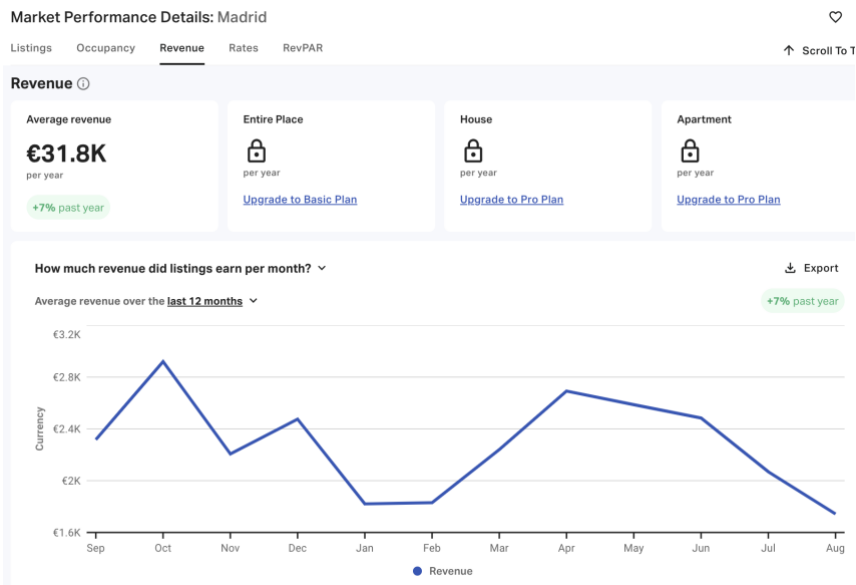 Market Performance Details: Madrid
Listings Occupancy Revenue Rates RevPAR
Scroll To
Revenue
Average revenue
€31.8K
per year
+7% past year
Entire Place
per year
Upgrade to Basic Plan
House
per year
Upgrade to Pro Plan
Apartment
per year
Upgrade to Pro Plan
How much revenue did listings earn per month?
Export
Average revenue over the last 12 months
+7% past year
Currency
€3.2K
€2.8K
€2.4K
€2K
€1.6K
Sep Oct Nov Dec Jan Feb Mar Apr May Jun Jul Aug
Revenue